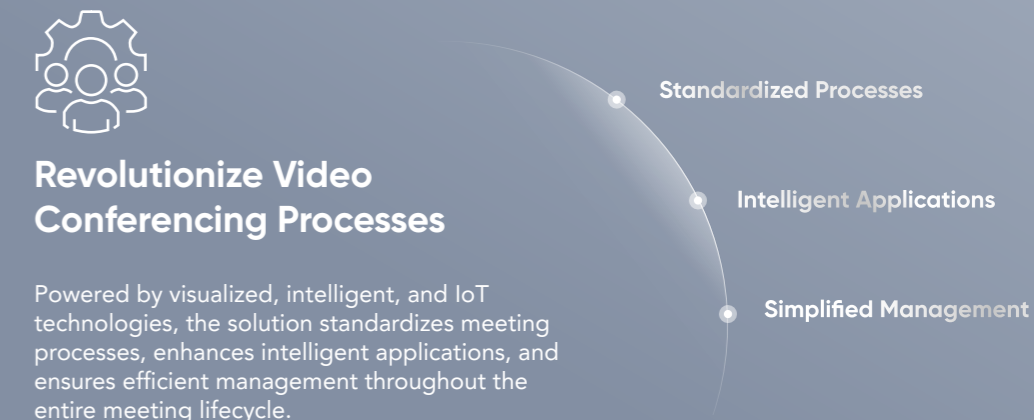 Revolutionize Video
Conferencing Processes
Powered by visualized, intelligent, and IoT
technologies, the solution standardizes meeting
processes, enhances intelligent applications, and
ensures efficient management throughout the
entire meeting lifecycle.
Standardized Processes
Intelligent Applications
Simplified Management